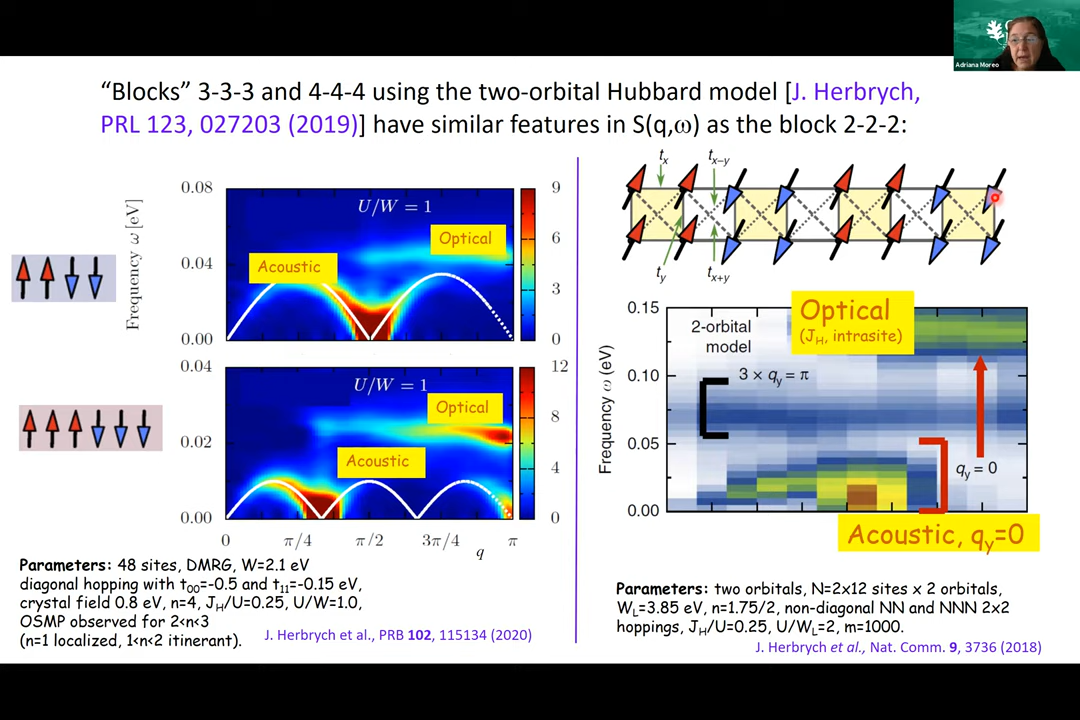 Adriana Moreo
“Blocks” 3-3-3 and 4-4-4 using the two-orbital Hubbard model [J. Herbrych,
PRL 123, 027203 (2019)] have similar features in S(q,ω) as the block 2-2-2:
Frequency ω [eV]
0.08
0.04
0.00
U/W = 1
Optical
Acoustic
9
6
3
0
0.04
0.02
0.00
U/W = 1
Optical
Acoustic
12
8
4
0
0
π/4
π/2
3π/4
π
q
Parameters: 48 sites, DMRG, W=2.1 eV
diagonal hopping with t00=-0.5 and t11=-0.15 eV,
crystal field 0.8 eV, n=4, JH/U=0.25, U/W=1.0,
OSMP observed for 2<n<3
(n=1 localized, 1<n<2 itinerant).
J. Herbrych et al., PRB 102, 115134 (2020)
tx
tx−y
ty
tx+y
Frequency ω (eV)
0.15
0.10
0.05
0.00
2-orbital
model
Optical
(JH, intrasite)
3 × qy = π
qy = 0
Acoustic, qy=0
Parameters: two orbitals, N=2x12 sites x 2 orbitals,
WL=3.85 eV, n=1.75/2, non-diagonal NN and NNN 2x2
hoppings, JH/U=0.25, U/WL=2, m=1000.
J. Herbrych et al., Nat. Comm. 9, 3736 (2018)